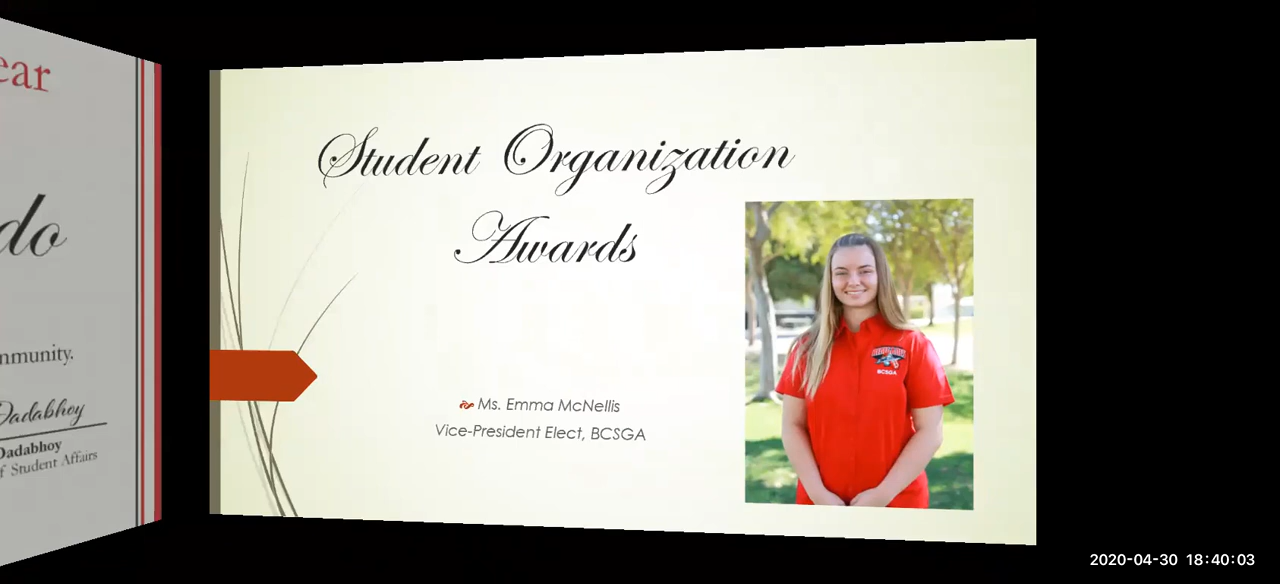 ear
do
mmunity.
Dadabhoy
Dadabhoy
f Student Affairs
Student Organization
Awards
Ms. Emma McNellis
Vice-President Elect, BCSGA
BCSGA
2020-04-30 18:40:03